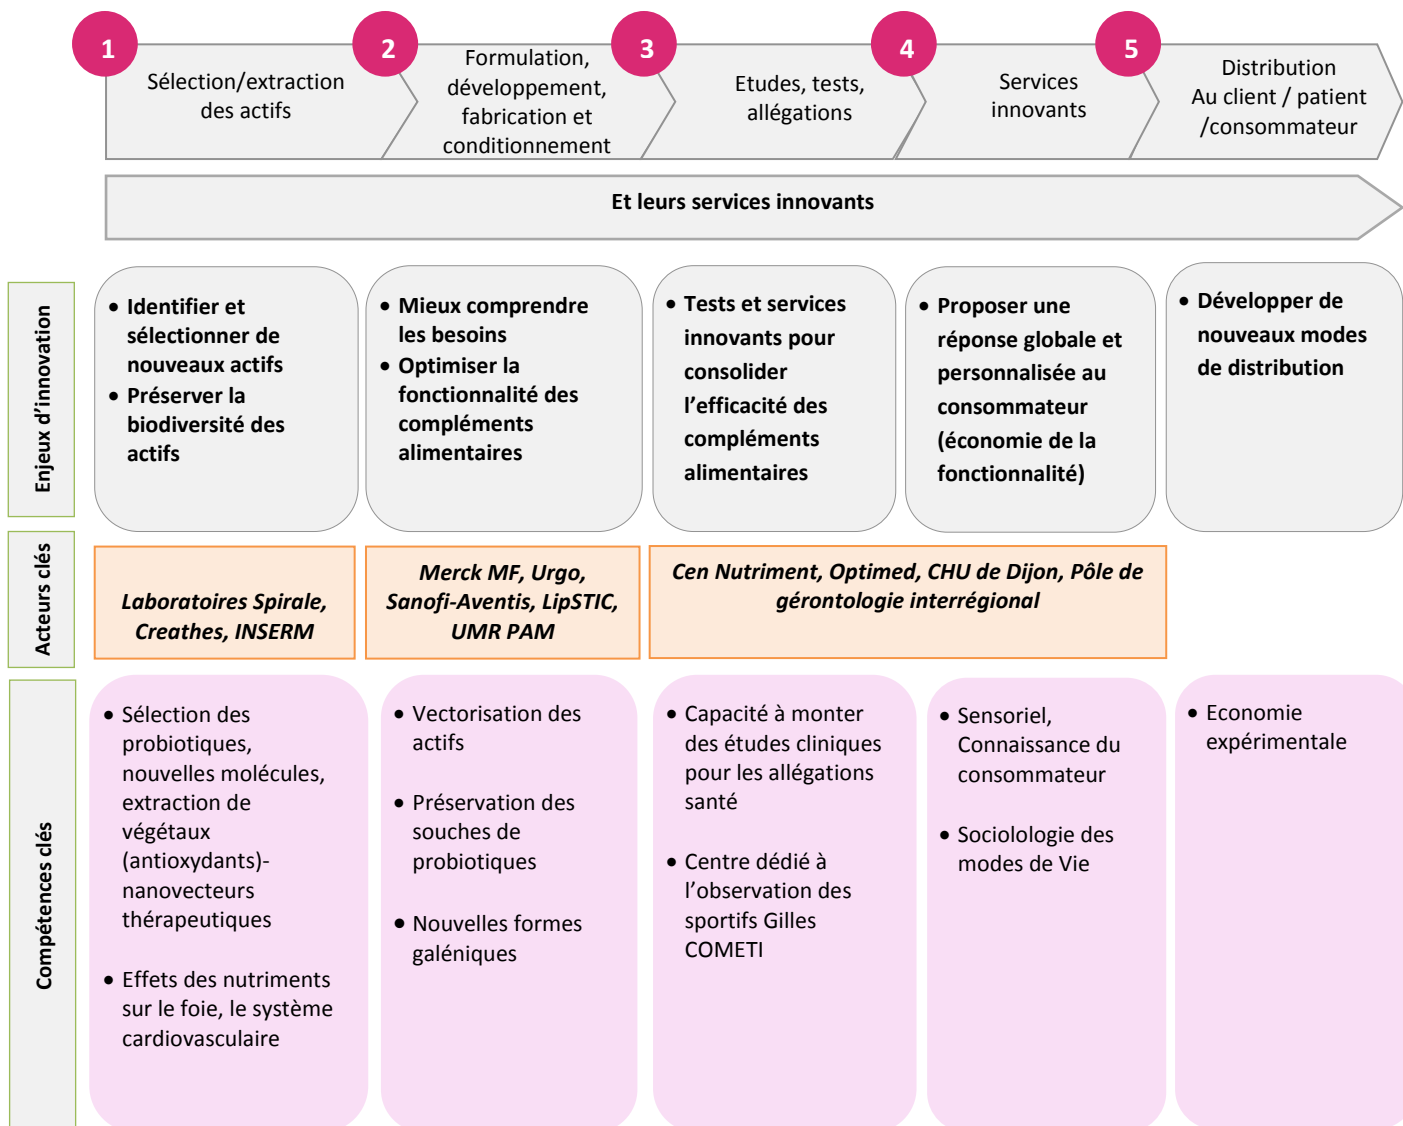 1
Sélection/extraction
des actifs
2
Formulation,
développement,
fabrication et
conditionnement
3
Etudes, tests,
allégations
4
Services
innovants
5
Distribution
Au client / patient
/consommateur
Et leurs services innovants
Enjeux d'innovation
• Identifier et
sélectionner de
nouveaux actifs
• Préserver la
biodiversité des
actifs
• Mieux comprendre
les besoins
• Optimiser la
fonctionnalité des
compléments
alimentaires
• Tests et services
innovants pour
consolider
l'efficacité des
compléments
alimentaires
• Proposer une
réponse globale et
personnalisée au
consommateur
(économie de la
fonctionnalité)
• Développer de
nouveaux modes
de distribution
Acteurs clés
Laboratoires Spirale,
Creathes, INSERM
Merck MF, Urgo,
Sanofi-Aventis, LipSTIC,
UMR PAM
Cen Nutriment, Optimed, CHU de Dijon, Pôle de
gérontologie interrégional
Compétences clés
• Sélection des
probiotiques,
nouvelles molécules,
extraction de
végétaux
(antioxydants)-
nanovecteurs
thérapeutiques
• Effets des nutriments
sur le foie, le système
cardiovasculaire
• Vectorisation des
actifs
• Préservation des
souches de
probiotiques
• Nouvelles formes
galéniques
• Capacité à monter
des études cliniques
pour les allégations
santé
• Centre dédié à
l'observation des
sportifs Gilles
COMETI
• Sensoriel,
Connaissance du
consommateur
• Sociolologie des
modes de Vie
• Economie
expérimentale